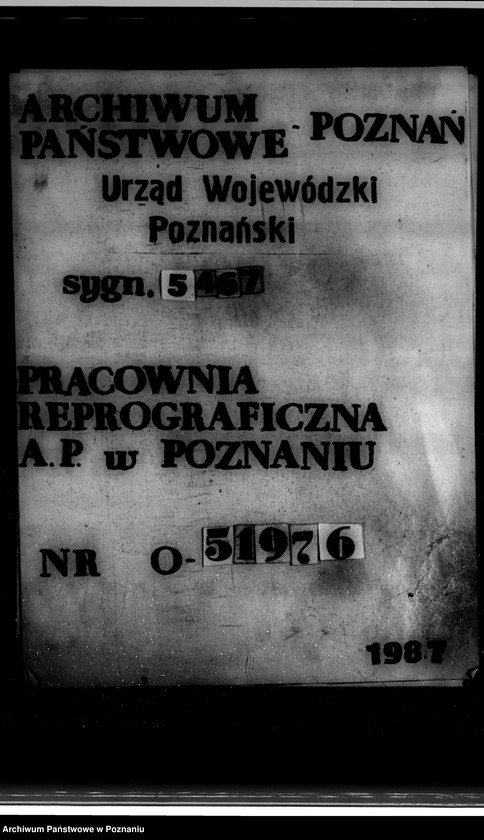 ARCHIWUM
PAŃSTWOWE - POZNAŃ
Urząd Wojewódzki
Poznański
sygn. 5467
PRACOWNIA
REPROGRAFICZNA
A.P. w POZNANIU
NR O-51976
1987
Archiwum Państwowe w Poznaniu